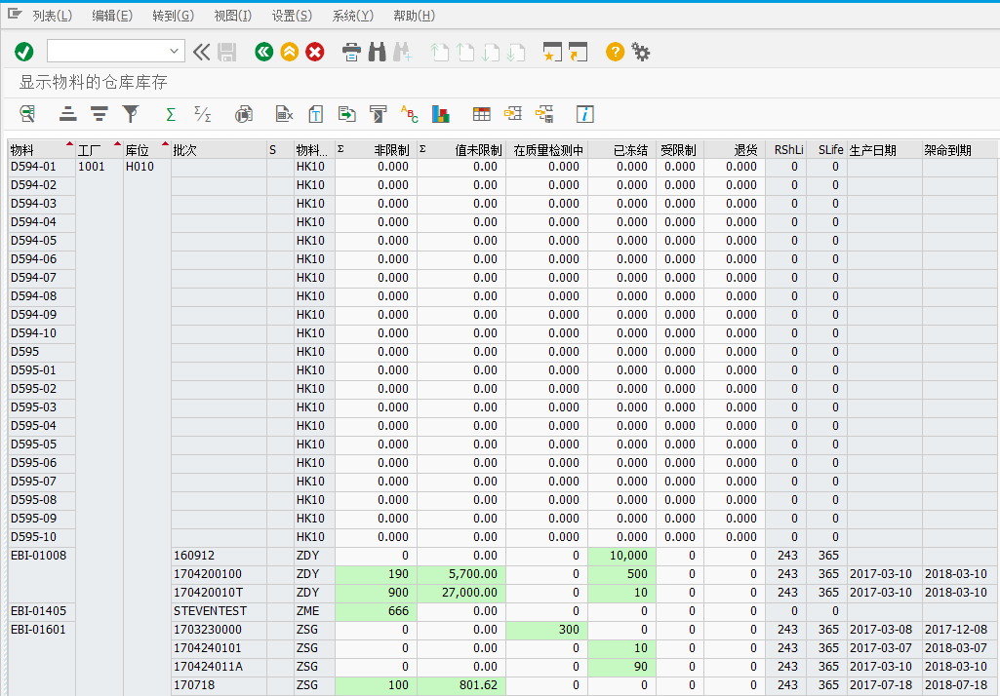 列表(L) 编辑(E) 转到(G) 视图(I) 设置(S) 系统(Y) 帮助(H)
显示物料的仓库库存
物料 工厂 库位 批次 S 物料... Σ 非限制 Σ 值未限制 在质量检测中 已冻结 受限制 退货 RShLi SLife 生产日期 架命到期
D594-01 1001 H010 HK10 0.000 0.00 0.000 0.000 0.000 0.000 0 0
D594-02 HK10 0.000 0.00 0.000 0.000 0.000 0.000 0 0
D594-03 HK10 0.000 0.00 0.000 0.000 0.000 0.000 0 0
D594-04 HK10 0.000 0.00 0.000 0.000 0.000 0.000 0 0
D594-05 HK10 0.000 0.00 0.000 0.000 0.000 0.000 0 0
D594-06 HK10 0.000 0.00 0.000 0.000 0.000 0.000 0 0
D594-07 HK10 0.000 0.00 0.000 0.000 0.000 0.000 0 0
D594-08 HK10 0.000 0.00 0.000 0.000 0.000 0.000 0 0
D594-09 HK10 0.000 0.00 0.000 0.000 0.000 0.000 0 0
D594-10 HK10 0.000 0.00 0.000 0.000 0.000 0.000 0 0
D595 HK10 0.000 0.00 0.000 0.000 0.000 0.000 0 0
D595-01 HK10 0.000 0.00 0.000 0.000 0.000 0.000 0 0
D595-02 HK10 0.000 0.00 0.000 0.000 0.000 0.000 0 0
D595-03 HK10 0.000 0.00 0.000 0.000 0.000 0.000 0 0
D595-04 HK10 0.000 0.00 0.000 0.000 0.000 0.000 0 0
D595-05 HK10 0.000 0.00 0.000 0.000 0.000 0.000 0 0
D595-06 HK10 0.000 0.00 0.000 0.000 0.000 0.000 0 0
D595-07 HK10 0.000 0.00 0.000 0.000 0.000 0.000 0 0
D595-08 HK10 0.000 0.00 0.000 0.000 0.000 0.000 0 0
D595-09 HK10 0.000 0.00 0.000 0.000 0.000 0.000 0 0
D595-10 HK10 0.000 0.00 0.000 0.000 0.000 0.000 0 0
EBI-01008 160912 ZDY 0 0.00 0 10,000 0 0 243 365
1704200100 ZDY 190 5,700.00 0 500 0 0 243 365 2017-03-10 2018-03-10
170420010T ZDY 900 27,000.00 0 10 0 0 243 365 2017-03-10 2018-03-10
EBI-01405 STEVENTEST ZME 666 0.00 0 0 0 0 0 0
EBI-01601 1703230000 ZSG 0 0.00 300 0 0 0 243 365 2017-03-08 2017-12-08
1704240101 ZSG 0 0.00 0 10 0 0 243 365 2017-03-07 2018-03-07
170424011A ZSG 0 0.00 0 90 0 0 243 365 2017-03-10 2018-03-10
170718 ZSG 100 801.62 0 0 0 0 243 365 2017-07-18 2018-07-18